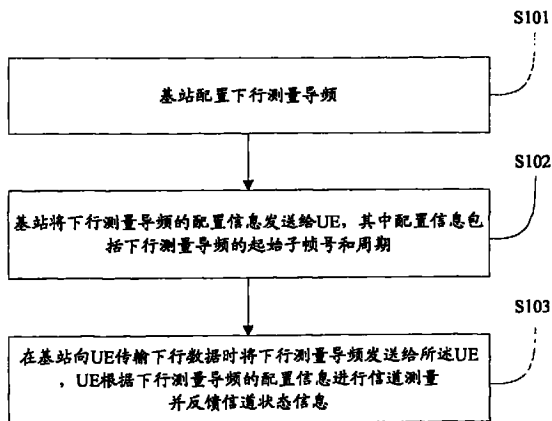 S101
基站配置下行测量导频
S102
基站将下行测量导频的配置信息发送给UE，其中配置信息包
括下行测量导频的起始子帧号和周期
S103
在基站向UE传输下行数据时将下行测量导频发送给所述UE
，UE根据下行测量导频的配置信息进行信道测量
并反馈信道状态信息